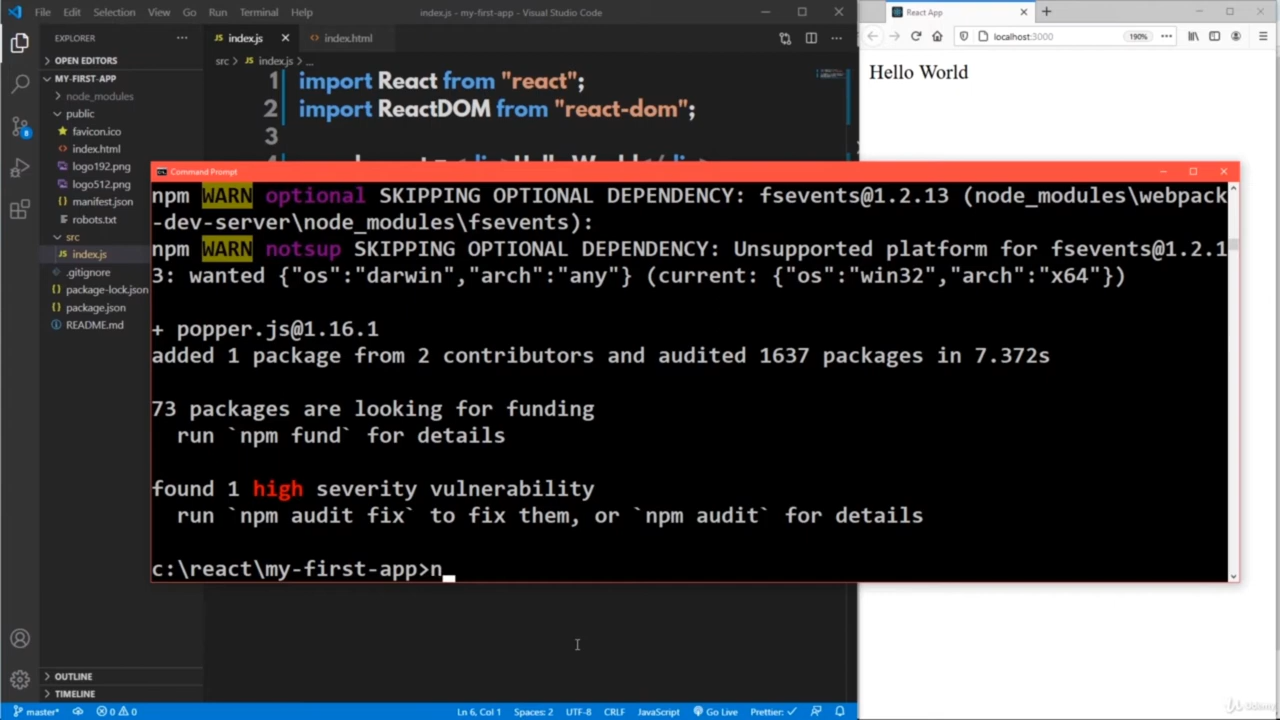 File Edit Selection View Go Run Terminal Help
index.js - my-first-app - Visual Studio Code
React App
EXPLORER
index.js
index.html
localhost:3000
190%
OPEN EDITORS
src > index.js > ...
MY-FIRST-APP
node_modules
public
favicon.ico
index.html
logo192.png
logo512.png
manifest.json
robots.txt
src
index.js
.gitignore
package-lock.json
package.json
README.md
1 import React from "react";
2 import ReactDOM from "react-dom";
3
Hello World
Command Prompt
npm WARN optional SKIPPING OPTIONAL DEPENDENCY: fsevents@1.2.13 (node_modules\webpack
-dev-server\node_modules\fsevents):
npm WARN notsup SKIPPING OPTIONAL DEPENDENCY: Unsupported platform for fsevents@1.2.1
3: wanted {"os":"darwin","arch":"any"} (current: {"os":"win32","arch":"x64"})
+ popper.js@1.16.1
added 1 package from 2 contributors and audited 1637 packages in 7.372s
73 packages are looking for funding
run `npm fund` for details
found 1 high severity vulnerability
run `npm audit fix` to fix them, or `npm audit` for details
c:\react\my-first-app>n
8
OUTLINE
TIMELINE
master* 0 0 Ln 6, Col 1 Spaces: 2 UTF-8 CRLF JavaScript Go Live Prettier: ✓
Udemy